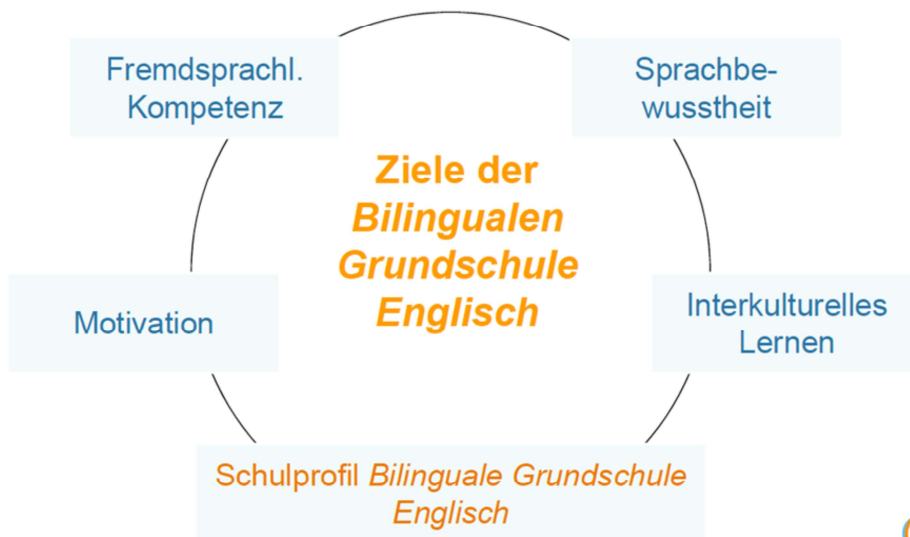 Fremdsprachl.
Kompetenz
Sprachbe-
wusstheit
Ziele der
Bilingualen
Grundschule
Englisch
Motivation
Interkulturelles
Lernen
Schulprofil Bilinguale Grundschule
Englisch